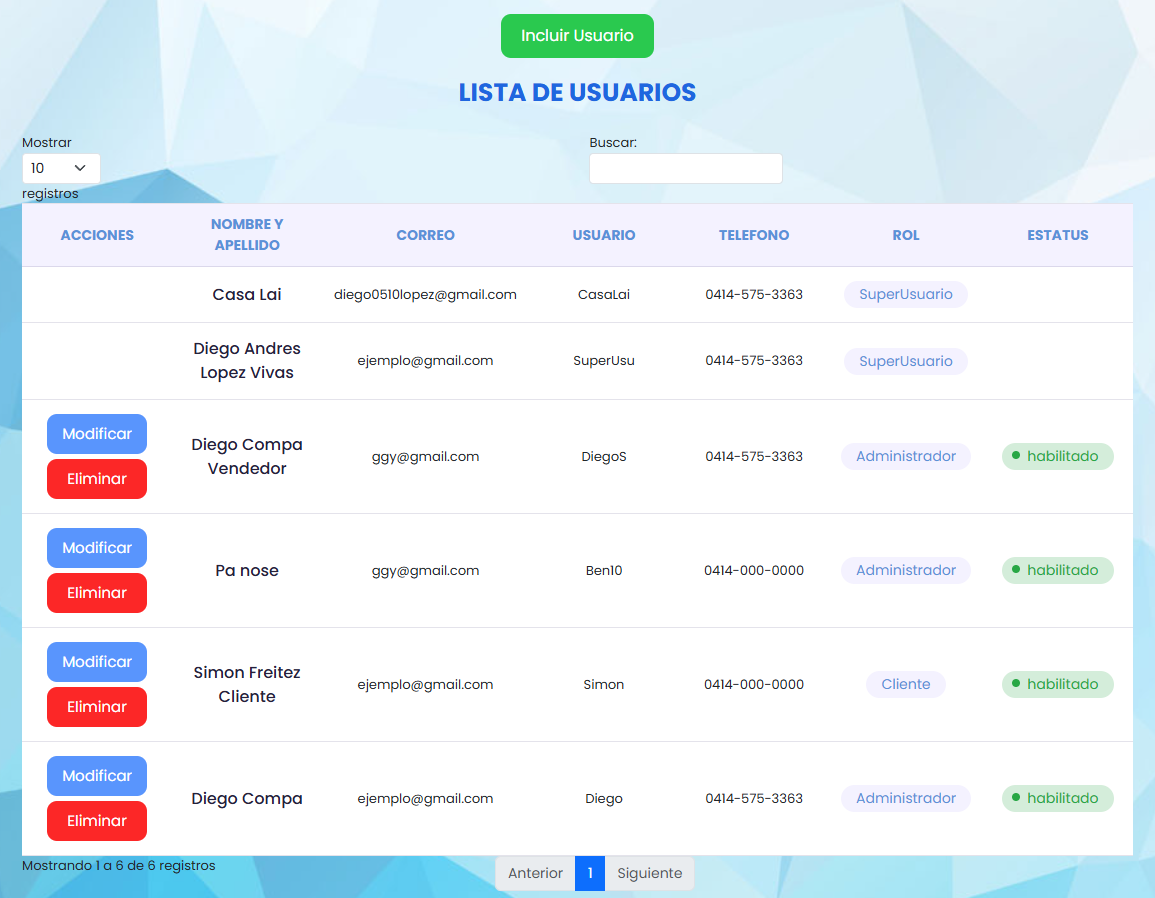 Incluir Usuario
LISTA DE USUARIOS
Mostrar
10
registros
Buscar:
ACCIONES NOMBRE Y APELLIDO CORREO USUARIO TELEFONO ROL ESTATUS
Casa Lai diego0510lopez@gmail.com CasaLai 0414-575-3363 SuperUsuario
Diego Andres
Lopez Vivas ejemplo@gmail.com SuperUsu 0414-575-3363 SuperUsuario
Modificar
Eliminar
Diego Compa
Vendedor ggy@gmail.com DiegoS 0414-575-3363 Administrador habilitado
Modificar
Eliminar
Pa nose ggy@gmail.com Ben10 0414-000-0000 Administrador habilitado
Modificar
Eliminar
Simon Freitez
Cliente ejemplo@gmail.com Simon 0414-000-0000 Cliente habilitado
Modificar
Eliminar
Diego Compa ejemplo@gmail.com Diego 0414-575-3363 Administrador habilitado
Mostrando 1 a 6 de 6 registros
Anterior 1 Siguiente